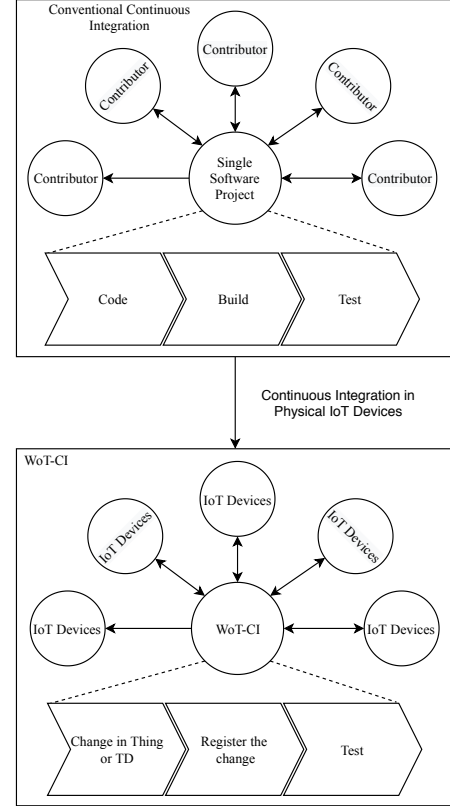 Conventional Continuous
Integration
Contributor
Contributor
Contributor
Contributor
Single
Software
Project
Contributor
Code
Build
Test
Continuous Integration in
Physical IoT Devices
WoT-CI
IoT Devices
IoT Devices
IoT Devices
IoT Devices
WoT-CI
IoT Devices
Change in Thing
or TD
Register the
change
Test